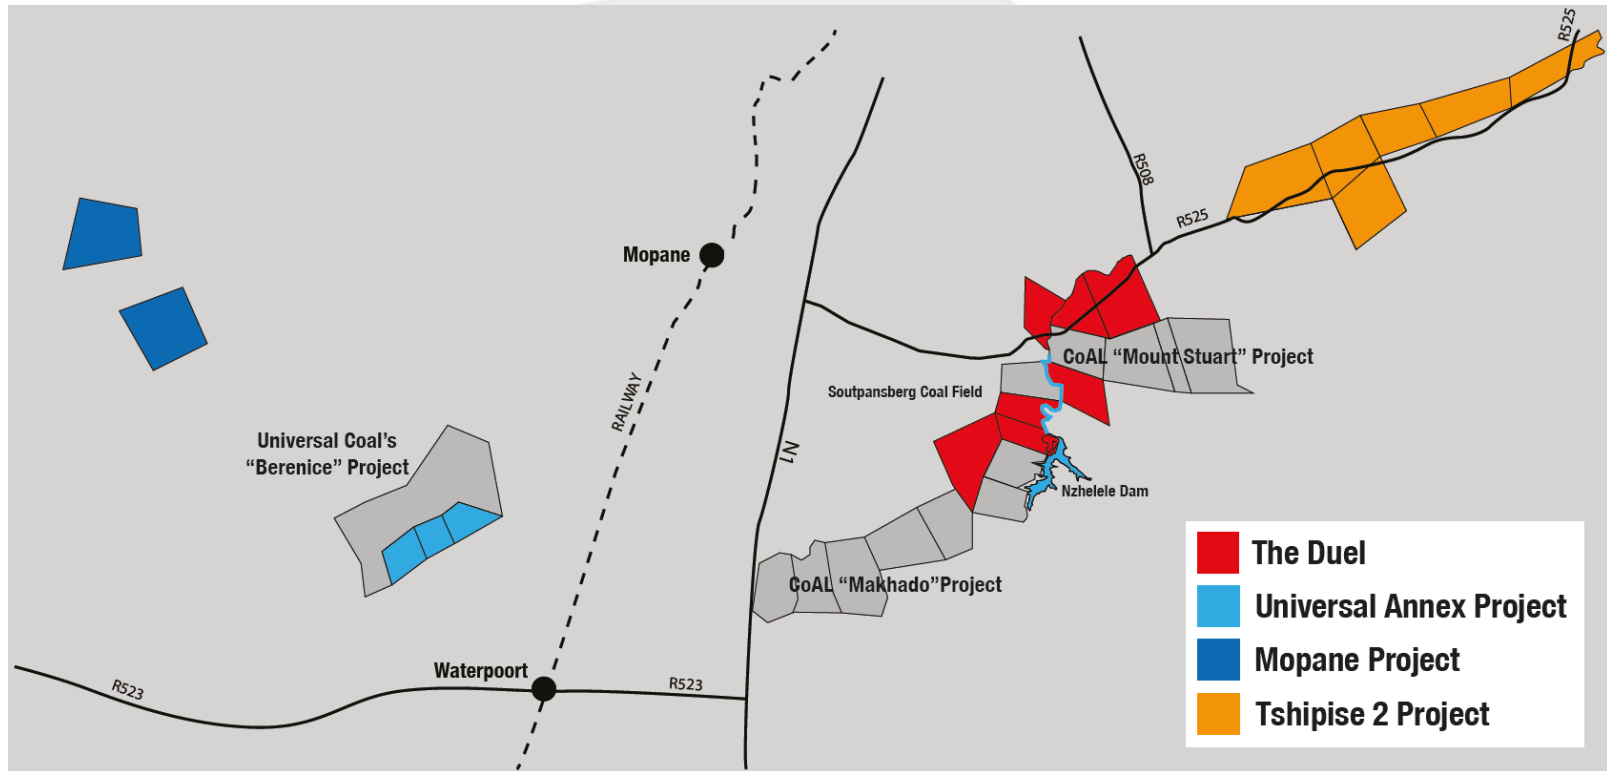 R525
R508
R525
Mopane
CoAL “Mount Stuart” Project
Soutpansberg Coal Field
RAILWAY
Universal Coal’s
“Berenice” Project
N1
Nzhelele Dam
CoAL “Makhado”Project
Waterpoort
R523
R523
The Duel
Universal Annex Project
Mopane Project
Tshipise 2 Project